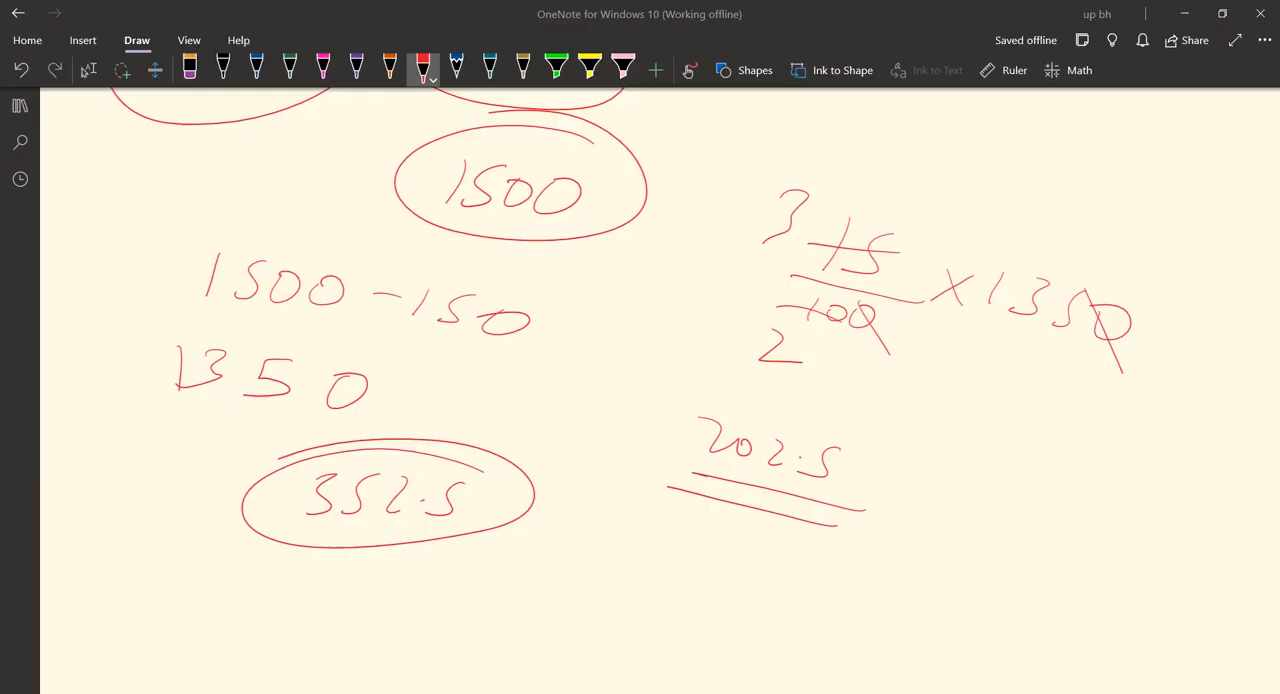 OneNote for Windows 10 (Working offline)
up bh
Home Insert Draw View Help
Saved offline
Share
Shapes
Ink to Shape
Ink to Text
Ruler
Math
1500
1500 - 150
1350
352.5
3 15
100 × 1350
2
202.5